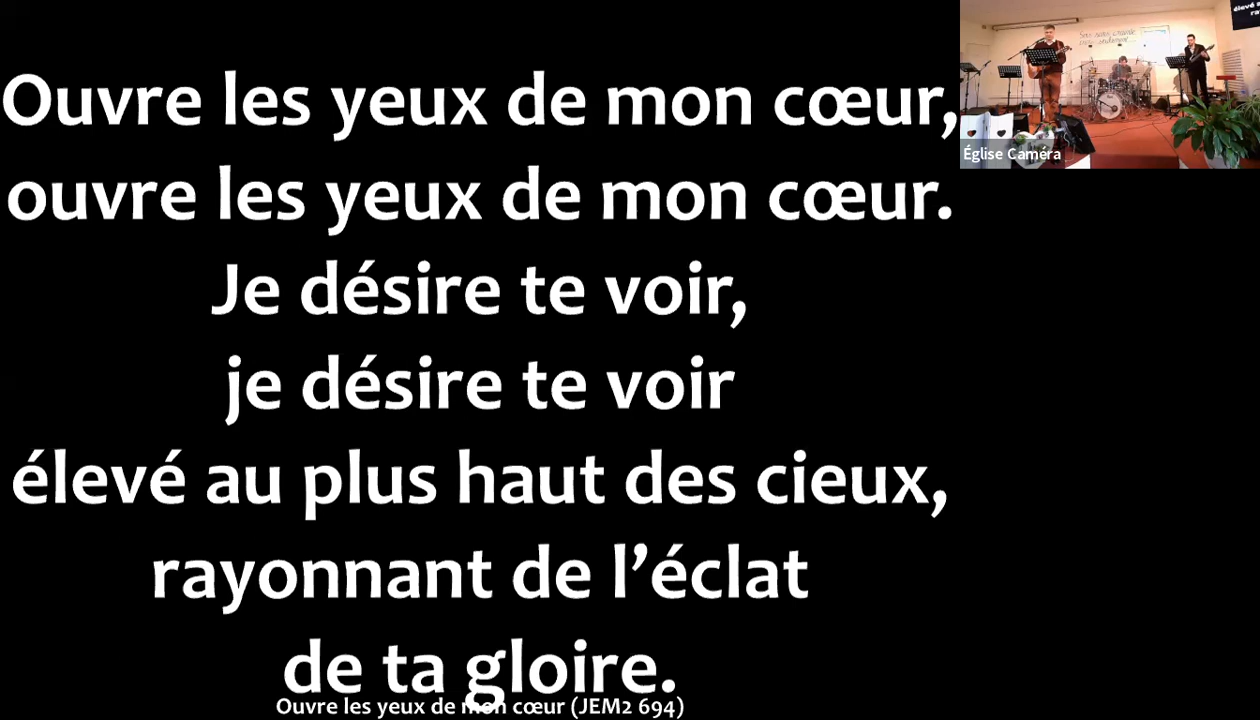 Ouvre les yeux de mon cœur,
ouvre les yeux de mon cœur.
Je désire te voir,
je désire te voir
élevé au plus haut des cieux,
rayonnant de l’éclat
de ta gloire.
Ouvre les yeux de mon cœur (JEM2 694)
Église Caméra